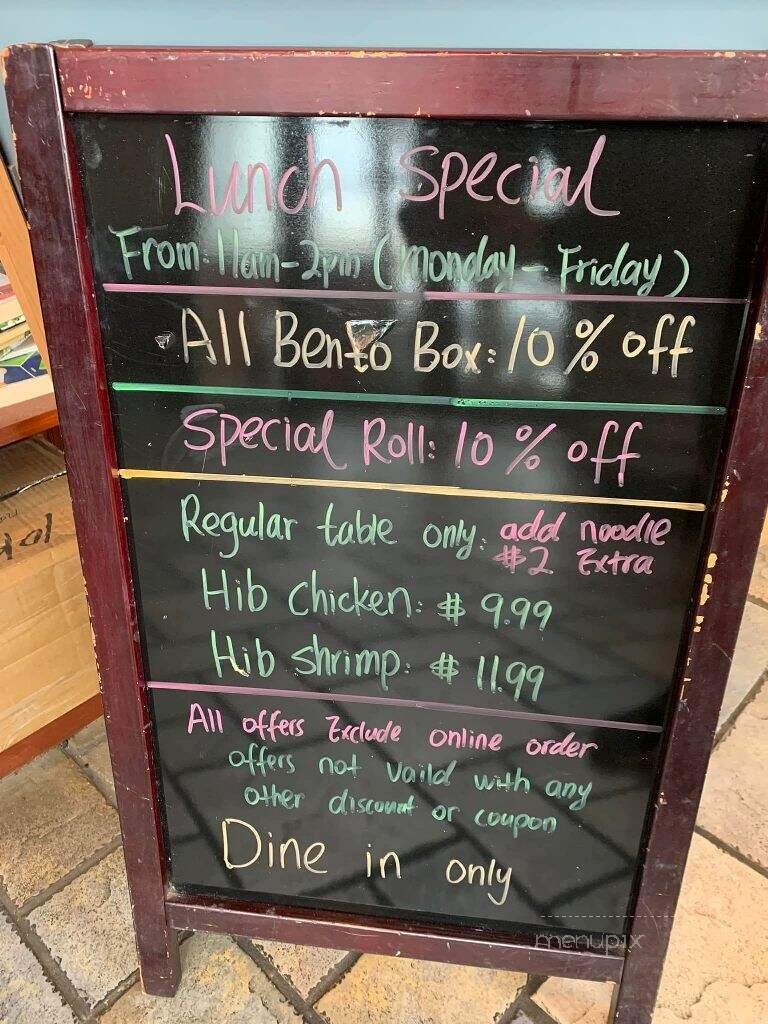 Lunch Special
From: 11am-2pm (Monday - Friday)
All Bento Box: 10% off
Special Roll: 10% off
Regular table only: add noodle
$2 Extra
Hib chicken: $9.99
Hib shrimp: $11.99
All offers Exclude online order
offers not Vaild with any
other discount or coupon
Dine in only
menupix